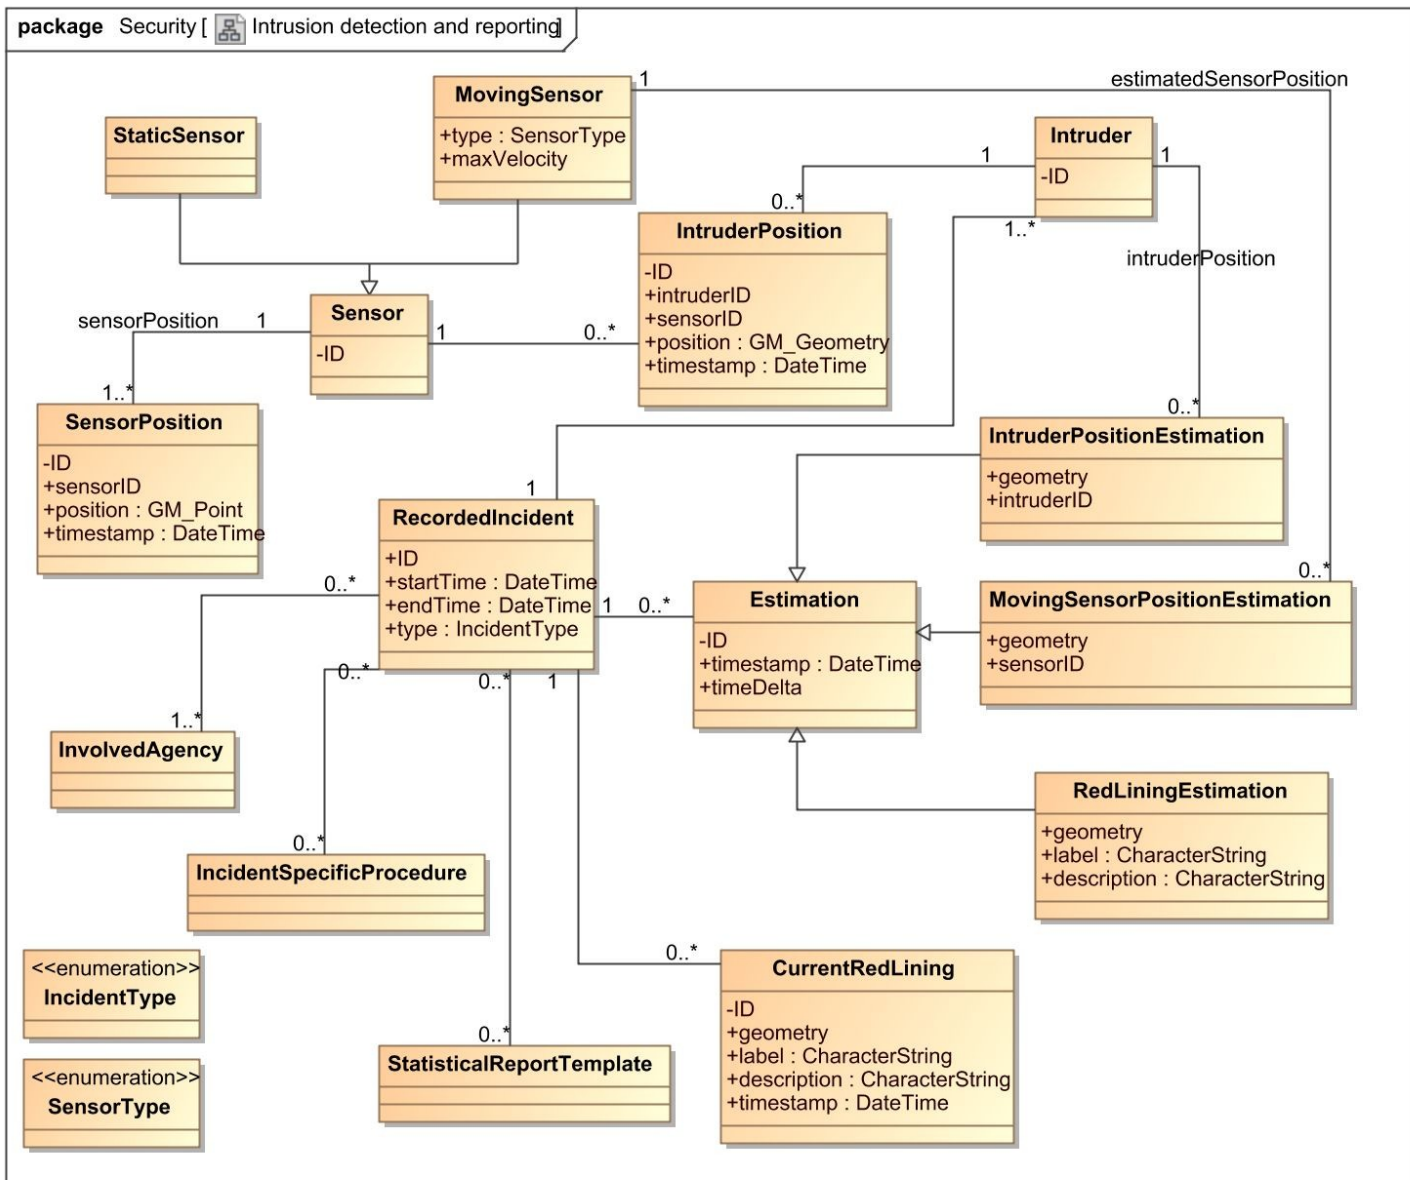 package Security [ Intrusion detection and reporting]
StaticSensor
MovingSensor
+type : SensorType
+maxVelocity
1
estimatedSensorPosition
Intruder
-ID
1
1
0..*
1..*
intruderPosition
IntruderPosition
-ID
+intruderID
+sensorID
+position : GM_Geometry
+timestamp : DateTime
sensorPosition
1
Sensor
-ID
1
0..*
1..*
SensorPosition
-ID
+sensorID
+position : GM_Point
+timestamp : DateTime
0..*
IntruderPositionEstimation
+geometry
+intruderID
1
RecordedIncident
+ID
+startTime : DateTime
+endTime : DateTime
+type : IncidentType
0..*
1
0..*
Estimation
-ID
+timestamp : DateTime
+timeDelta
0..*
MovingSensorPositionEstimation
+geometry
+sensorID
0..*
0..*
1
1..*
InvolvedAgency
RedLiningEstimation
+geometry
+label : CharacterString
+description : CharacterString
0..*
IncidentSpecificProcedure
<<enumeration>>
IncidentType
0..*
CurrentRedLining
-ID
+geometry
+label : CharacterString
+description : CharacterString
+timestamp : DateTime
0..*
StatisticalReportTemplate
<<enumeration>>
SensorType